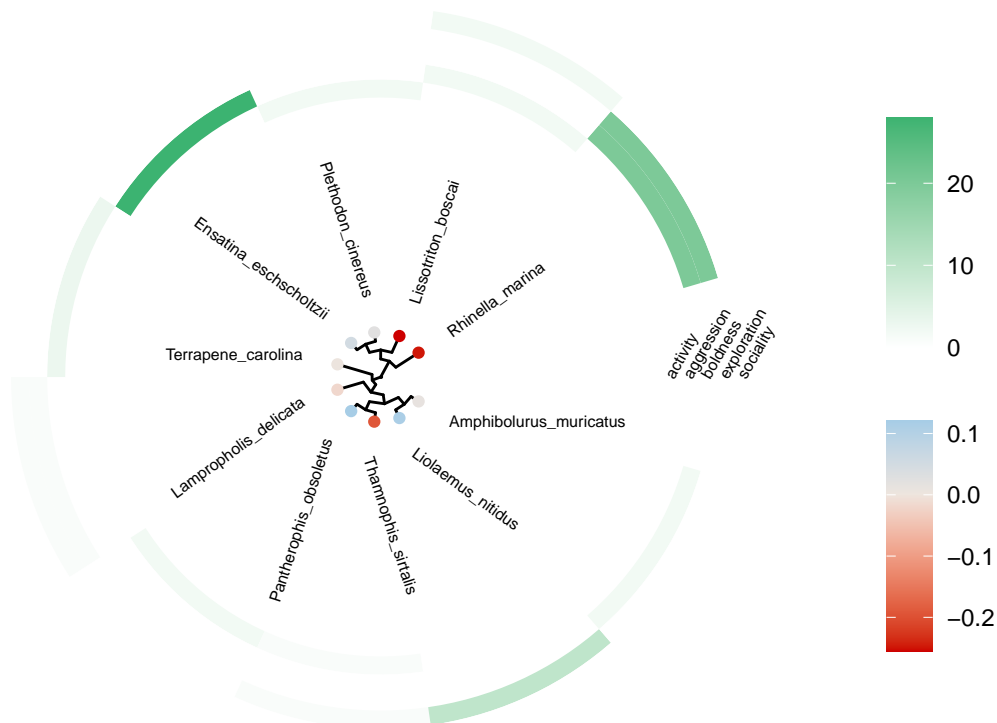 Plethodon_cinereus
Lissotriton_boscai
Ensatina_eschscholtzii
Rhinella_marina
Terrapene_carolina
activity
aggression
boldness
exploration
sociality
Lampropholis_delicata
Amphibolurus_muricatus
Pantherophis_obsoletus
Thamnophis_sirtalis
Liolaemus_nitidus
20
10
0
0.1
0.0
−0.1
−0.2